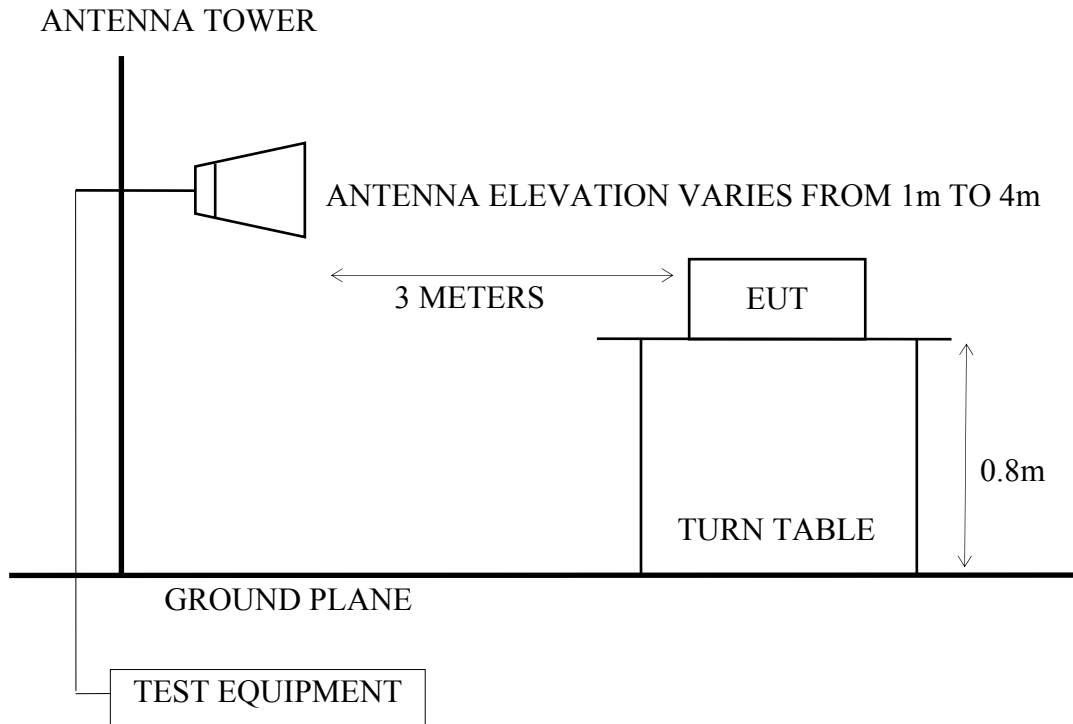 ANTENNA TOWER
ANTENNA ELEVATION VARIES FROM 1m TO 4m
3 METERS
EUT
0.8m
TURN TABLE
GROUND PLANE
TEST EQUIPMENT